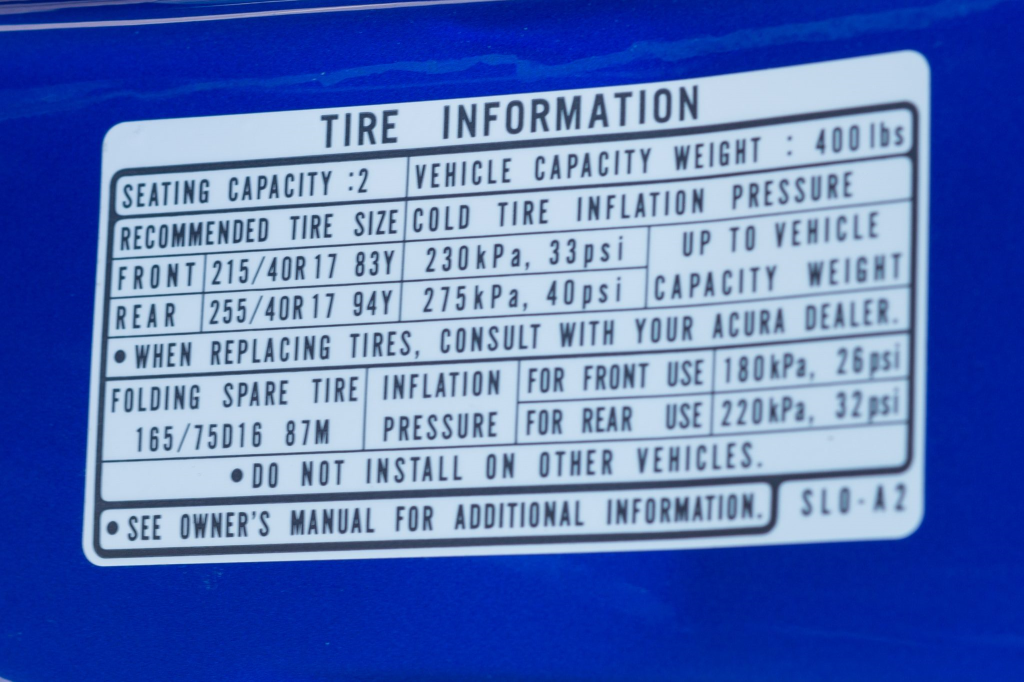 TIRE INFORMATION
SEATING CAPACITY :2 VEHICLE CAPACITY WEIGHT : 400 lbs
RECOMMENDED TIRE SIZE COLD TIRE INFLATION PRESSURE
FRONT 215/40R17 83Y 230kPa, 33psi
REAR 255/40R17 94Y 275kPa, 40psi
UP TO VEHICLE
CAPACITY WEIGHT
•WHEN REPLACING TIRES, CONSULT WITH YOUR ACURA DEALER.
FOLDING SPARE TIRE
165/75D16 87M
INFLATION
PRESSURE
FOR FRONT USE 180kPa, 26psi
FOR REAR USE 220kPa, 32psi
•DO NOT INSTALL ON OTHER VEHICLES.
•SEE OWNER'S MANUAL FOR ADDITIONAL INFORMATION.
SL0-A2